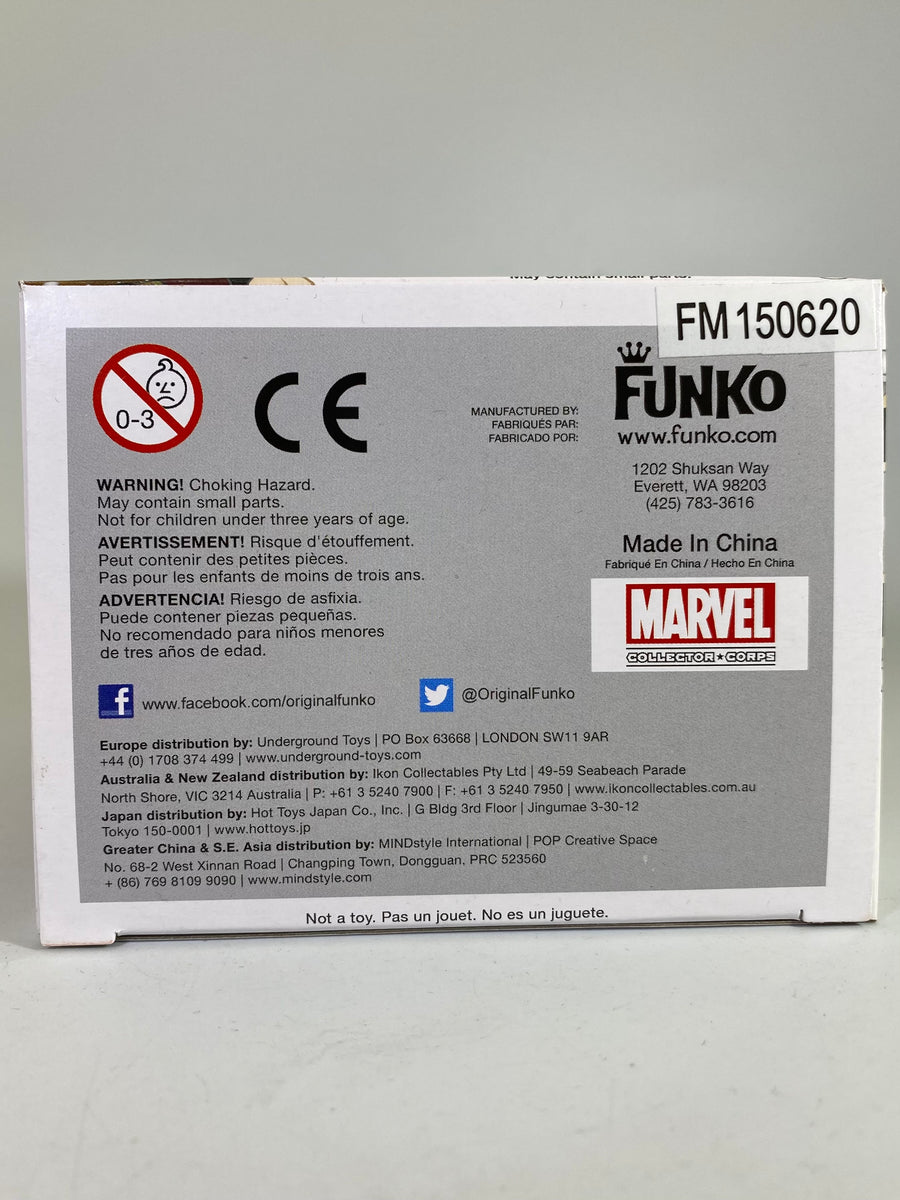 May contain small parts.
FM150620
0-3
CE
MANUFACTURED BY:
FABRIQUÉS PAR:
FABRICADO POR:
FUNKO
www.funko.com
1202 Shuksan Way
Everett, WA 98203
(425) 783-3616
Made In China
Fabriqué En China / Hecho En China
MARVEL
COLLECTOR★CORPS
WARNING! Choking Hazard.
May contain small parts.
Not for children under three years of age.
AVERTISSEMENT! Risque d'étouffement.
Peut contenir des petites pièces.
Pas pour les enfants de moins de trois ans.
ADVERTENCIA! Riesgo de asfixia.
Puede contener piezas pequeñas.
No recomendado para niños menores
de tres años de edad.
f www.facebook.com/originalfunko
@OriginalFunko
Europe distribution by: Underground Toys | PO Box 63668 | LONDON SW11 9AR
+44 (0) 1708 374 499 | www.underground-toys.com
Australia & New Zealand distribution by: Ikon Collectables Pty Ltd | 49-59 Seabeach Parade
North Shore, VIC 3214 Australia | P: +61 3 5240 7900 | F: +61 3 5240 7950 | www.ikoncollectables.com.au
Japan distribution by: Hot Toys Japan Co., Inc. | G Bldg 3rd Floor | Jingumae 3-30-12
Tokyo 150-0001 | www.hottoys.jp
Greater China & S.E. Asia distribution by: MINDstyle International | POP Creative Space
No. 68-2 West Xinnan Road | Changping Town, Dongguan, PRC 523560
+ (86) 769 8109 9090 | www.mindstyle.com
Not a toy. Pas un jouet. No es un juguete.